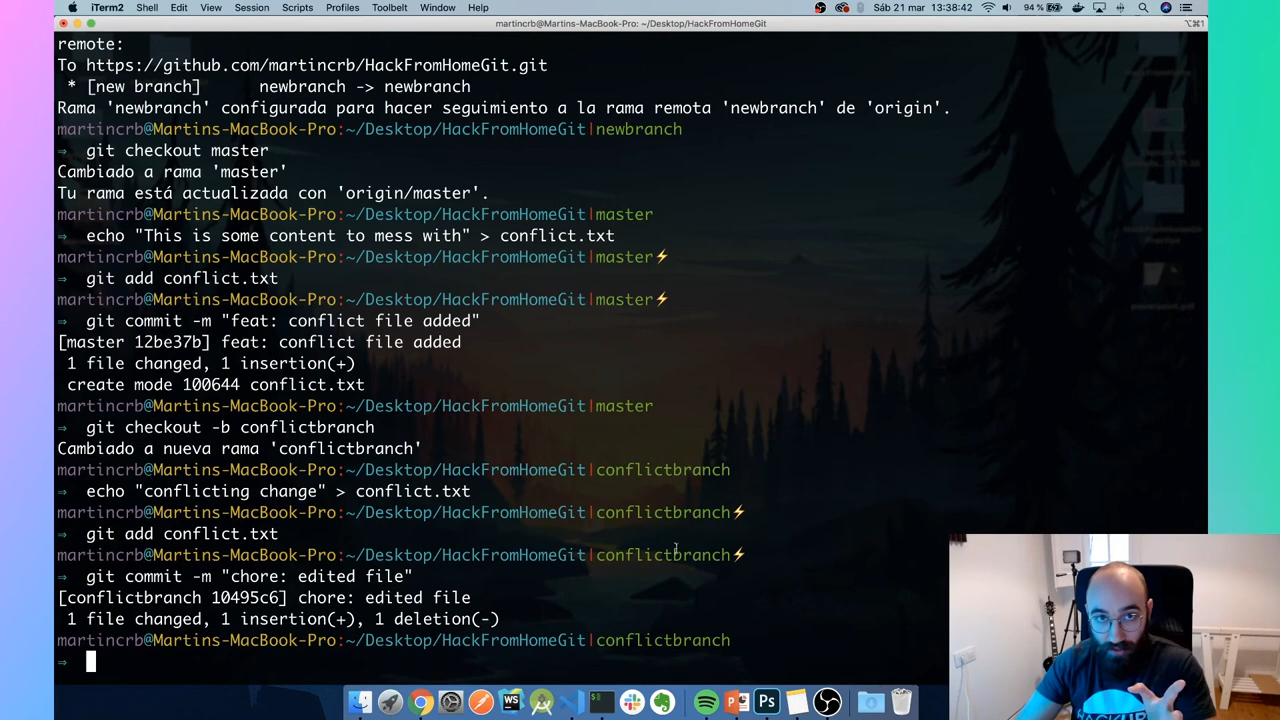 iTerm2 Shell Edit View Session Scripts Profiles Toolbelt Window Help Sáb 21 mar 13:38:42 94 %
martincrb@Martins-MacBook-Pro: ~/Desktop/HackFromHomeGit ⌥⌘1
remote:
To https://github.com/martincrb/HackFromHomeGit.git
* [new branch] newbranch -> newbranch
Rama 'newbranch' configurada para hacer seguimiento a la rama remota 'newbranch' de 'origin'.
martincrb@Martins-MacBook-Pro:~/Desktop/HackFromHomeGit|newbranch
⇒ git checkout master
Cambiado a rama 'master'
Tu rama está actualizada con 'origin/master'.
martincrb@Martins-MacBook-Pro:~/Desktop/HackFromHomeGit|master
⇒ echo "This is some content to mess with" > conflict.txt
martincrb@Martins-MacBook-Pro:~/Desktop/HackFromHomeGit|master⚡
⇒ git add conflict.txt
martincrb@Martins-MacBook-Pro:~/Desktop/HackFromHomeGit|master⚡
⇒ git commit -m "feat: conflict file added"
[master 12be37b] feat: conflict file added
1 file changed, 1 insertion(+)
create mode 100644 conflict.txt
martincrb@Martins-MacBook-Pro:~/Desktop/HackFromHomeGit|master
⇒ git checkout -b conflictbranch
Cambiado a nueva rama 'conflictbranch'
martincrb@Martins-MacBook-Pro:~/Desktop/HackFromHomeGit|conflictbranch
⇒ echo "conflicting change" > conflict.txt
martincrb@Martins-MacBook-Pro:~/Desktop/HackFromHomeGit|conflictbranch⚡
⇒ git add conflict.txt
martincrb@Martins-MacBook-Pro:~/Desktop/HackFromHomeGit|conflictbranch⚡
⇒ git commit -m "chore: edited file"
[conflictbranch 10495c6] chore: edited file
1 file changed, 1 insertion(+), 1 deletion(-)
martincrb@Martins-MacBook-Pro:~/Desktop/HackFromHomeGit|conflictbranch
⇒
WS
Ps